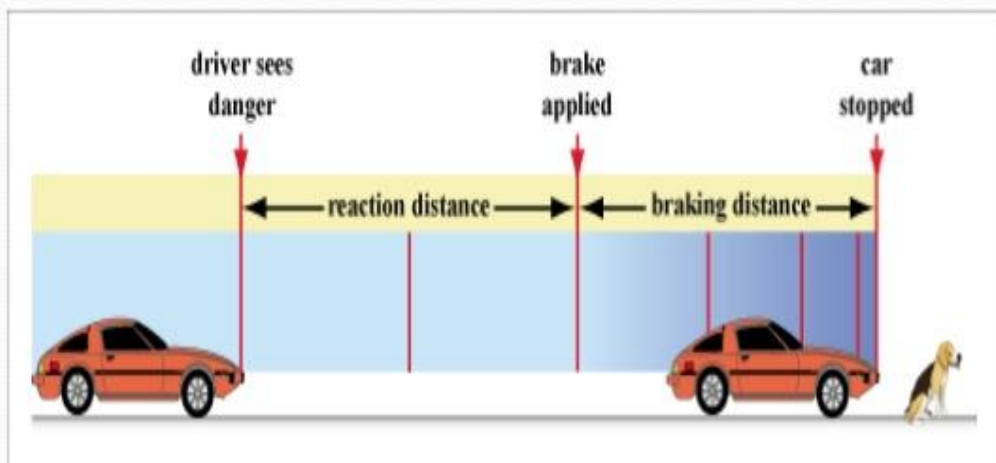 driver sees
danger
brake
applied
car
stopped
reaction distance
braking distance